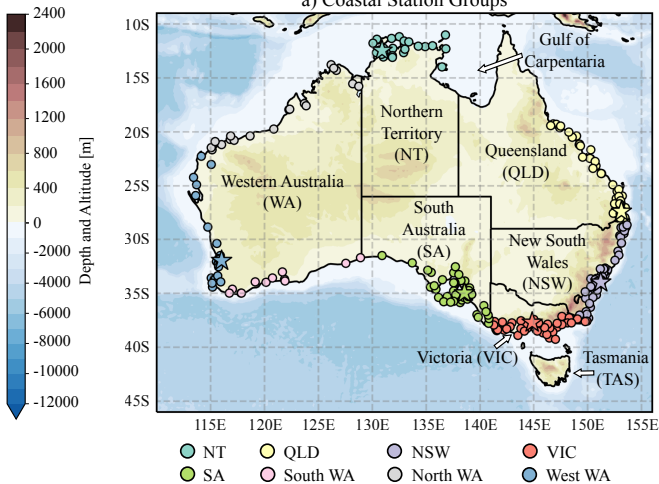 a) Coastal Station Groups
2400
2000
1600
1200
800
400
0
-2000
-4000
-6000
-8000
-10000
-12000
Depth and Altitude [m]
10S
15S
20S
25S
30S
35S
40S
45S
Gulf of
Carpentaria
Northern
Territory
(NT)
Queensland
(QLD)
Western Australia
(WA)
South
Australia
(SA)
New South
Wales
(NSW)
Victoria (VIC)
Tasmania
(TAS)
115E 120E 125E 130E 135E 140E 145E 150E 155E
NT QLD NSW VIC
SA South WA North WA West WA